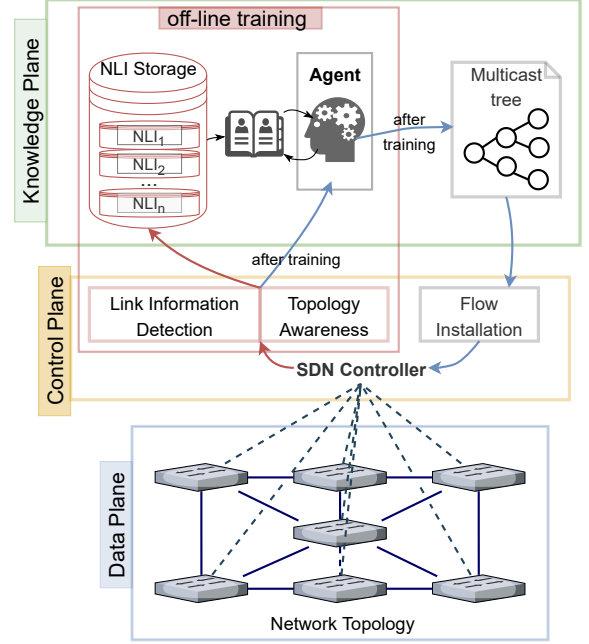 off-line training
Knowledge Plane
NLI Storage
NLI1
NLI2
...
NLIn
Agent
after
training
Multicast
tree
after training
Control Plane
Link Information
Detection
Topology
Awareness
Flow
Installation
SDN Controller
Data Plane
Network Topology